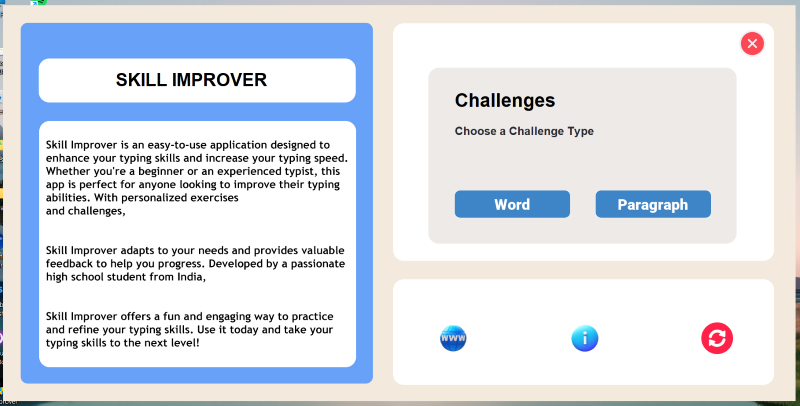 SKILL IMPROVER
Skill Improver is an easy-to-use application designed to
enhance your typing skills and increase your typing speed.
Whether you're a beginner or an experienced typist, this
app is perfect for anyone looking to improve their typing
abilities. With personalized exercises
and challenges,
Skill Improver adapts to your needs and provides valuable
feedback to help you progress. Developed by a passionate
high school student from India,
Skill Improver offers a fun and engaging way to practice
and refine your typing skills. Use it today and take your
typing skills to the next level!
Challenges
Choose a Challenge Type
Word Paragraph
WWW i